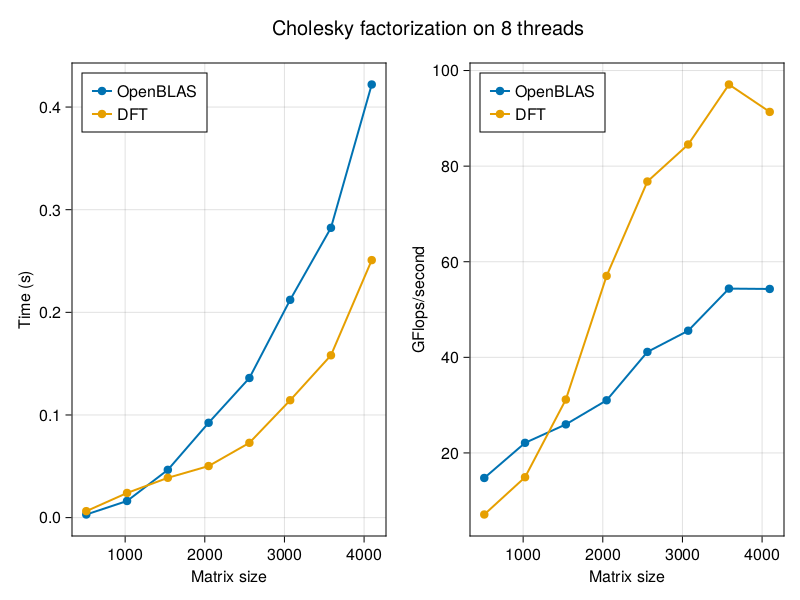 Cholesky factorization on 8 threads
OpenBLAS
DFT
Time (s)
0.4
0.3
0.2
0.1
0.0
1000 2000 3000 4000
Matrix size
OpenBLAS
DFT
GFlops/second
100
80
60
40
20
1000 2000 3000 4000
Matrix size